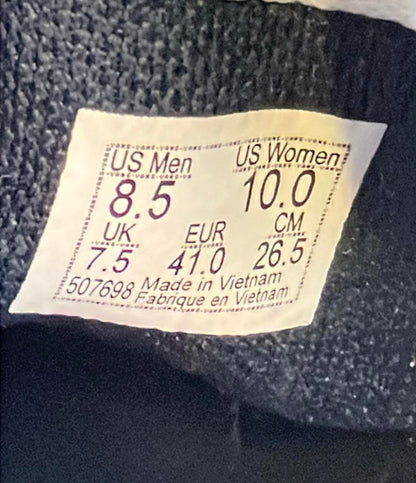 US Men US Women
8.5 10.0
UK EUR CM
7.5 41.0 26.5
507698 Made in Vietnam
Fabrique en Vietnam